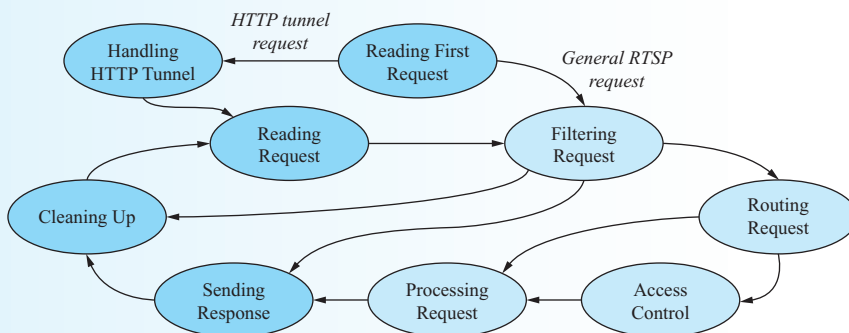 HTTP tunnel
request
Handling
HTTP Tunnel
Reading First
Request
General RTSP
request
Reading
Request
Filtering
Request
Cleaning Up
Routing
Request
Sending
Response
Processing
Request
Access
Control